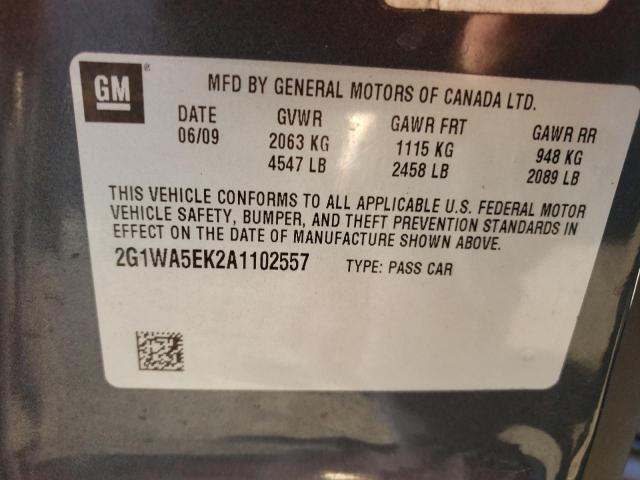 GM
MFD BY GENERAL MOTORS OF CANADA LTD.
DATE GVWR GAWR FRT GAWR RR
06/09 2063 KG 1115 KG 948 KG
4547 LB 2458 LB 2089 LB
THIS VEHICLE CONFORMS TO ALL APPLICABLE U.S. FEDERAL MOTOR
VEHICLE SAFETY, BUMPER, AND THEFT PREVENTION STANDARDS IN
EFFECT ON THE DATE OF MANUFACTURE SHOWN ABOVE.
2G1WA5EK2A1102557 TYPE: PASS CAR